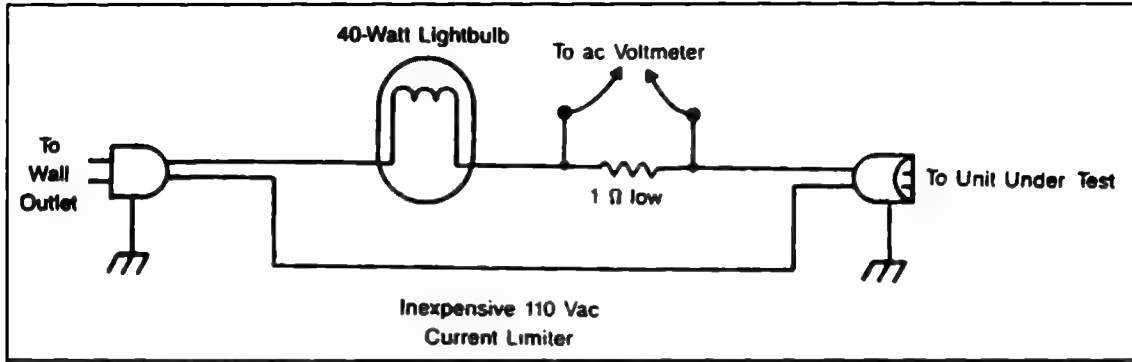 40-Watt Lightbulb
To ac Voltmeter
To
Wall
Outlet
1 Ω low
To Unit Under Test
Inexpensive 110 Vac
Current Limiter